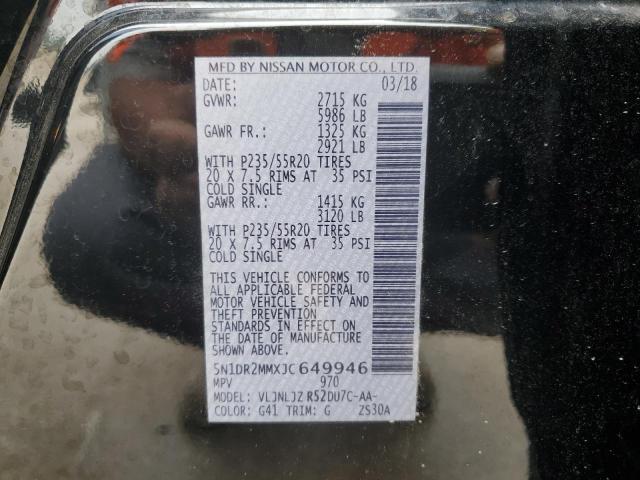 MFD BY NISSAN MOTOR CO., LTD.
DATE: 03/18
GVWR: 2715 KG
5986 LB
GAWR FR.: 1325 KG
2921 LB
WITH P235/55R20 TIRES
20 X 7.5 RIMS AT 35 PSI
COLD SINGLE
GAWR RR.: 1415 KG
3120 LB
WITH P235/55R20 TIRES
20 X 7.5 RIMS AT 35 PSI
COLD SINGLE
THIS VEHICLE CONFORMS TO
ALL APPLICABLE FEDERAL
MOTOR VEHICLE SAFETY AND
THEFT PREVENTION
STANDARDS IN EFFECT ON
THE DATE OF MANUFACTURE
SHOWN ABOVE.
5N1DR2MMXJC649946
MPV 970
MODEL: VLJNLJZ R52DU7C-AA-
COLOR: G41 TRIM: G ZS30A